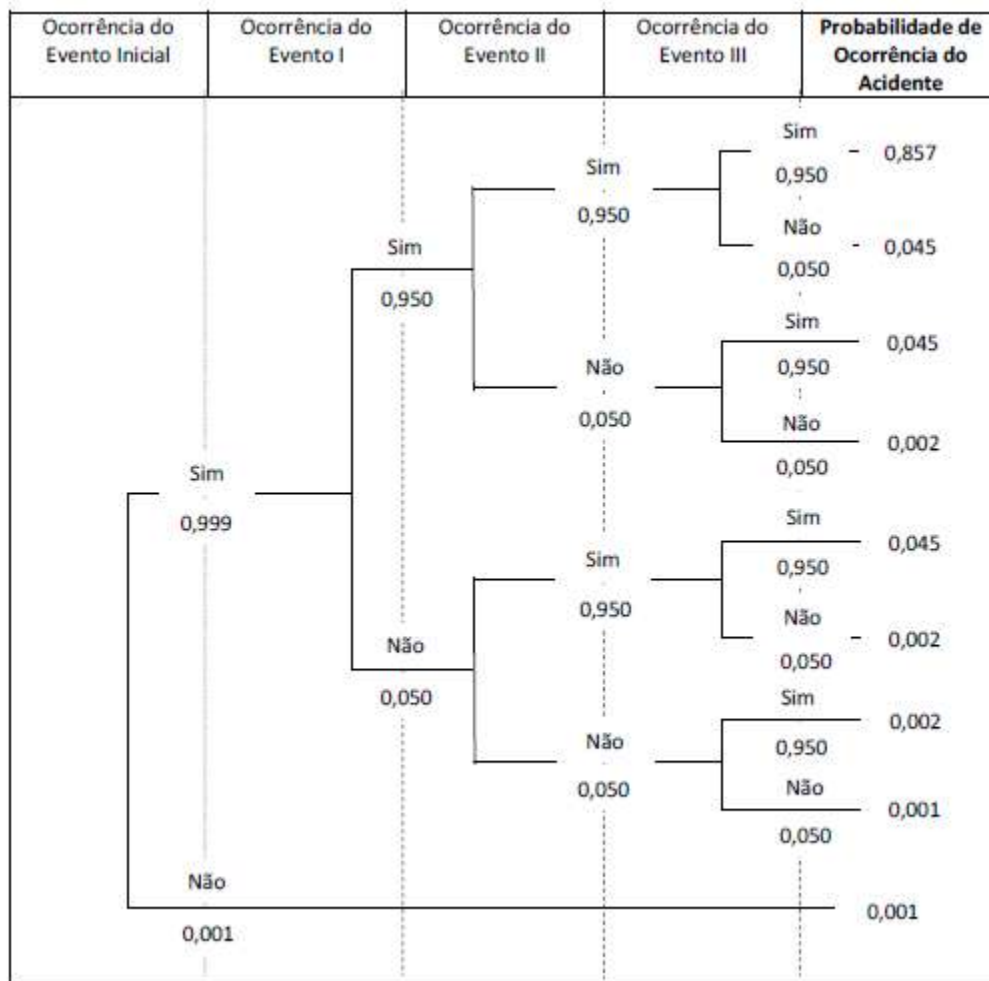 Ocorrência do Evento Inicial
Ocorrência do Evento I
Ocorrência do Evento II
Ocorrência do Evento III
Probabilidade de Ocorrência do Acidente
Sim
0,857
Sim
0,950
0,950
Não
Sim
0,045
0,050
0,950
Sim
0,045
Não
0,950
0,050
Não
0,002
0,050
Sim
0,999
Sim
0,045
Sim
0,950
0,950
Não
Não
0,002
0,050
0,050
Sim
0,002
Não
0,950
0,050
Não
0,001
0,050
Não
0,001
0,001